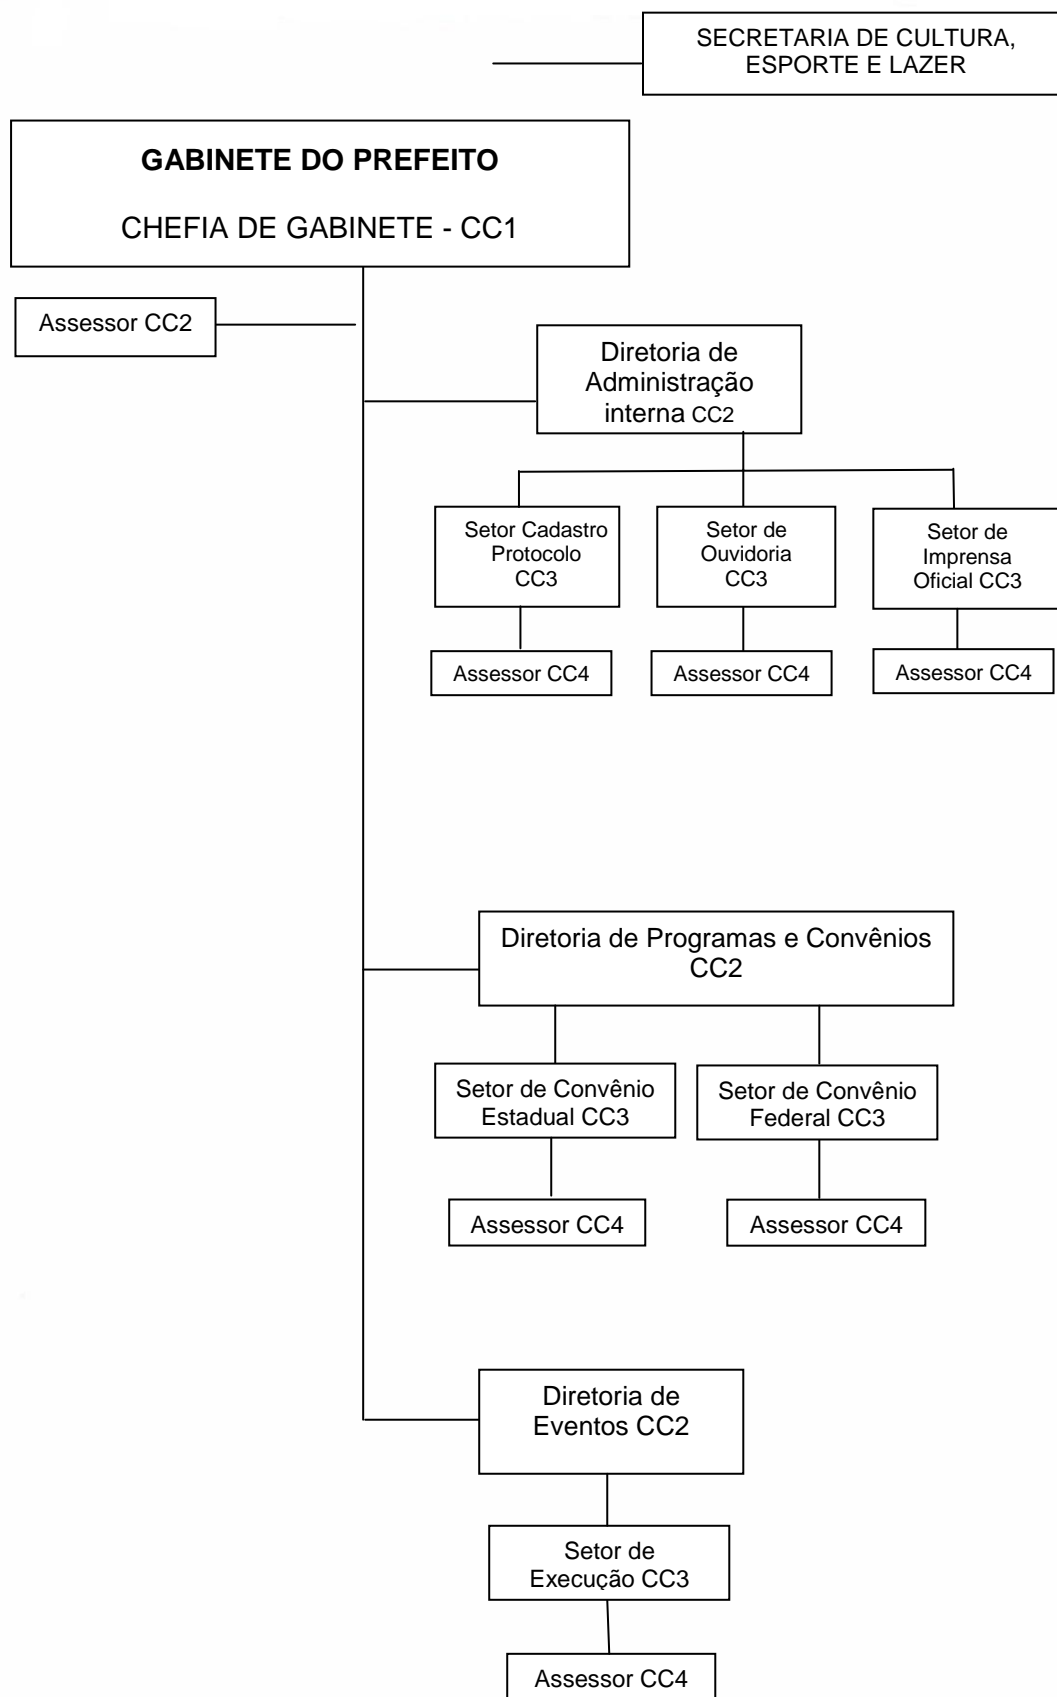 SECRETARIA DE CULTURA,
ESPORTE E LAZER
GABINETE DO PREFEITO
CHEFIA DE GABINETE - CC1
Assessor CC2
Diretoria de
Administração
interna CC2
Setor Cadastro
Protocolo
CC3
Setor de
Ouvidoria
CC3
Setor de
Imprensa
Oficial CC3
Assessor CC4
Assessor CC4
Assessor CC4
Diretoria de Programas e Convênios
CC2
Setor de Convênio
Estadual CC3
Setor de Convênio
Federal CC3
Assessor CC4
Assessor CC4
Diretoria de
Eventos CC2
Setor de
Execução CC3
Assessor CC4